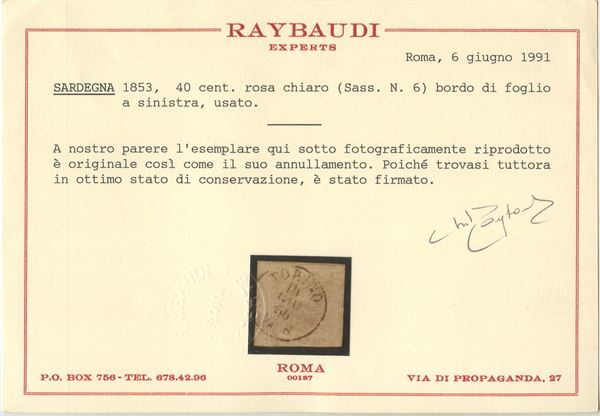 RAYBAUDI
EXPERTS
Roma, 6 giugno 1991
SARDEGNA 1853, 40 cent. rosa chiaro (Sass. N. 6) bordo di foglio
a sinistra, usato.
A nostro parere l'esemplare qui sotto fotograficamente riprodotto
è originale così come il suo annullamento. Poiché trovasi tuttora
in ottimo stato di conservazione, è stato firmato.
RAYBAUDI
TORINO
ROMA
00187
P.O. BOX 756 - TEL. 678.42.96
VIA DI PROPAGANDA, 27